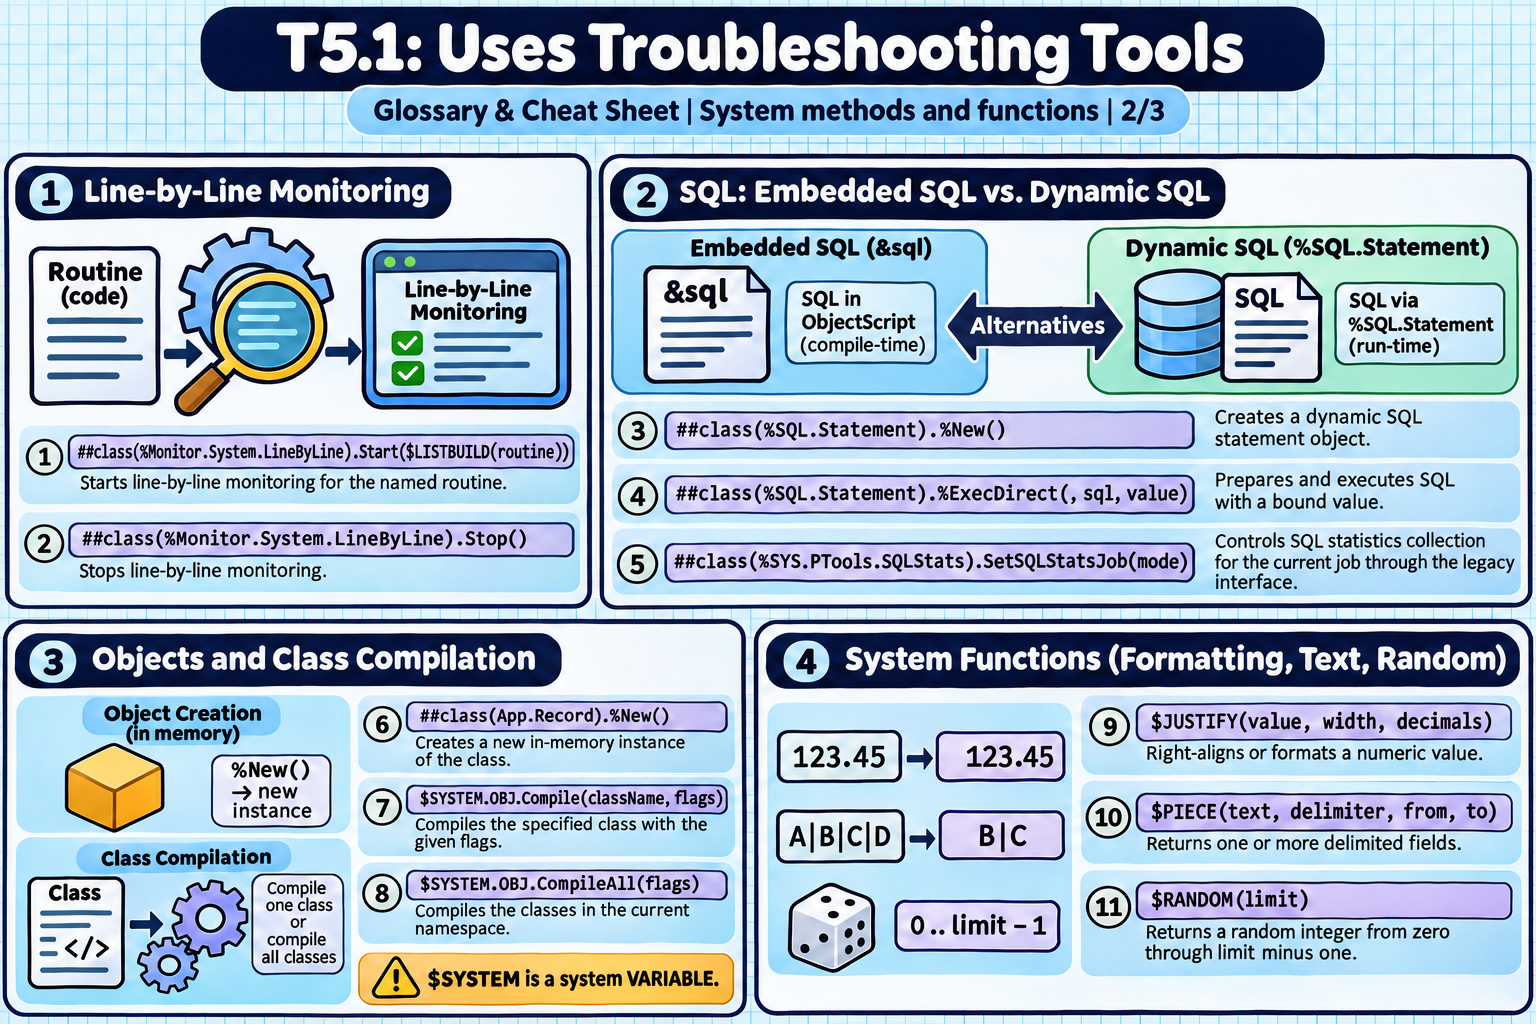 T5.1: Uses Troubleshooting Tools
Glossary & Cheat Sheet | System methods and functions | 2/3
1 Line-by-Line Monitoring
Routine
(code)
Line-by-Line
Monitoring
1 ##class(%Monitor.System.LineByLine).Start($LISTBUILD(routine))
Starts line-by-line monitoring for the named routine.
2 ##class(%Monitor.System.LineByLine).Stop()
Stops line-by-line monitoring.
2 SQL: Embedded SQL vs. Dynamic SQL
Embedded SQL (&sql)
&sql
SQL in
ObjectScript
(compile-time)
Alternatives
Dynamic SQL (%SQL.Statement)
SQL
SQL via
%SQL.Statement
(run-time)
3 ##class(%SQL.Statement).%New()
Creates a dynamic SQL
statement object.
4 ##class(%SQL.Statement).%ExecDirect(, sql, value)
Prepares and executes SQL
with a bound value.
5 ##class(%SYS.PTools.SQLStats).SetSQLStatsJob(mode)
Controls SQL statistics collection
for the current job through the legacy
interface.
3 Objects and Class Compilation
Object Creation
(in memory)
%New()
→ new
instance
Class Compilation
Class
</>
Compile
one class
or
compile
all classes
6 ##class(App.Record).%New()
Creates a new in-memory instance
of the class.
7 $SYSTEM.OBJ.Compile(className, flags)
Compiles the specified class with the
given flags.
8 $SYSTEM.OBJ.CompileAll(flags)
Compiles the classes in the current
namespace.
! $SYSTEM is a system VARIABLE.
4 System Functions (Formatting, Text, Random)
123.45
123.45
A|B|C|D
B|C
0 .. limit – 1
9 $JUSTIFY(value, width, decimals)
Right-aligns or formats a numeric value.
10 $PIECE(text, delimiter, from, to)
Returns one or more delimited fields.
11 $RANDOM(limit)
Returns a random integer from zero
through limit minus one.